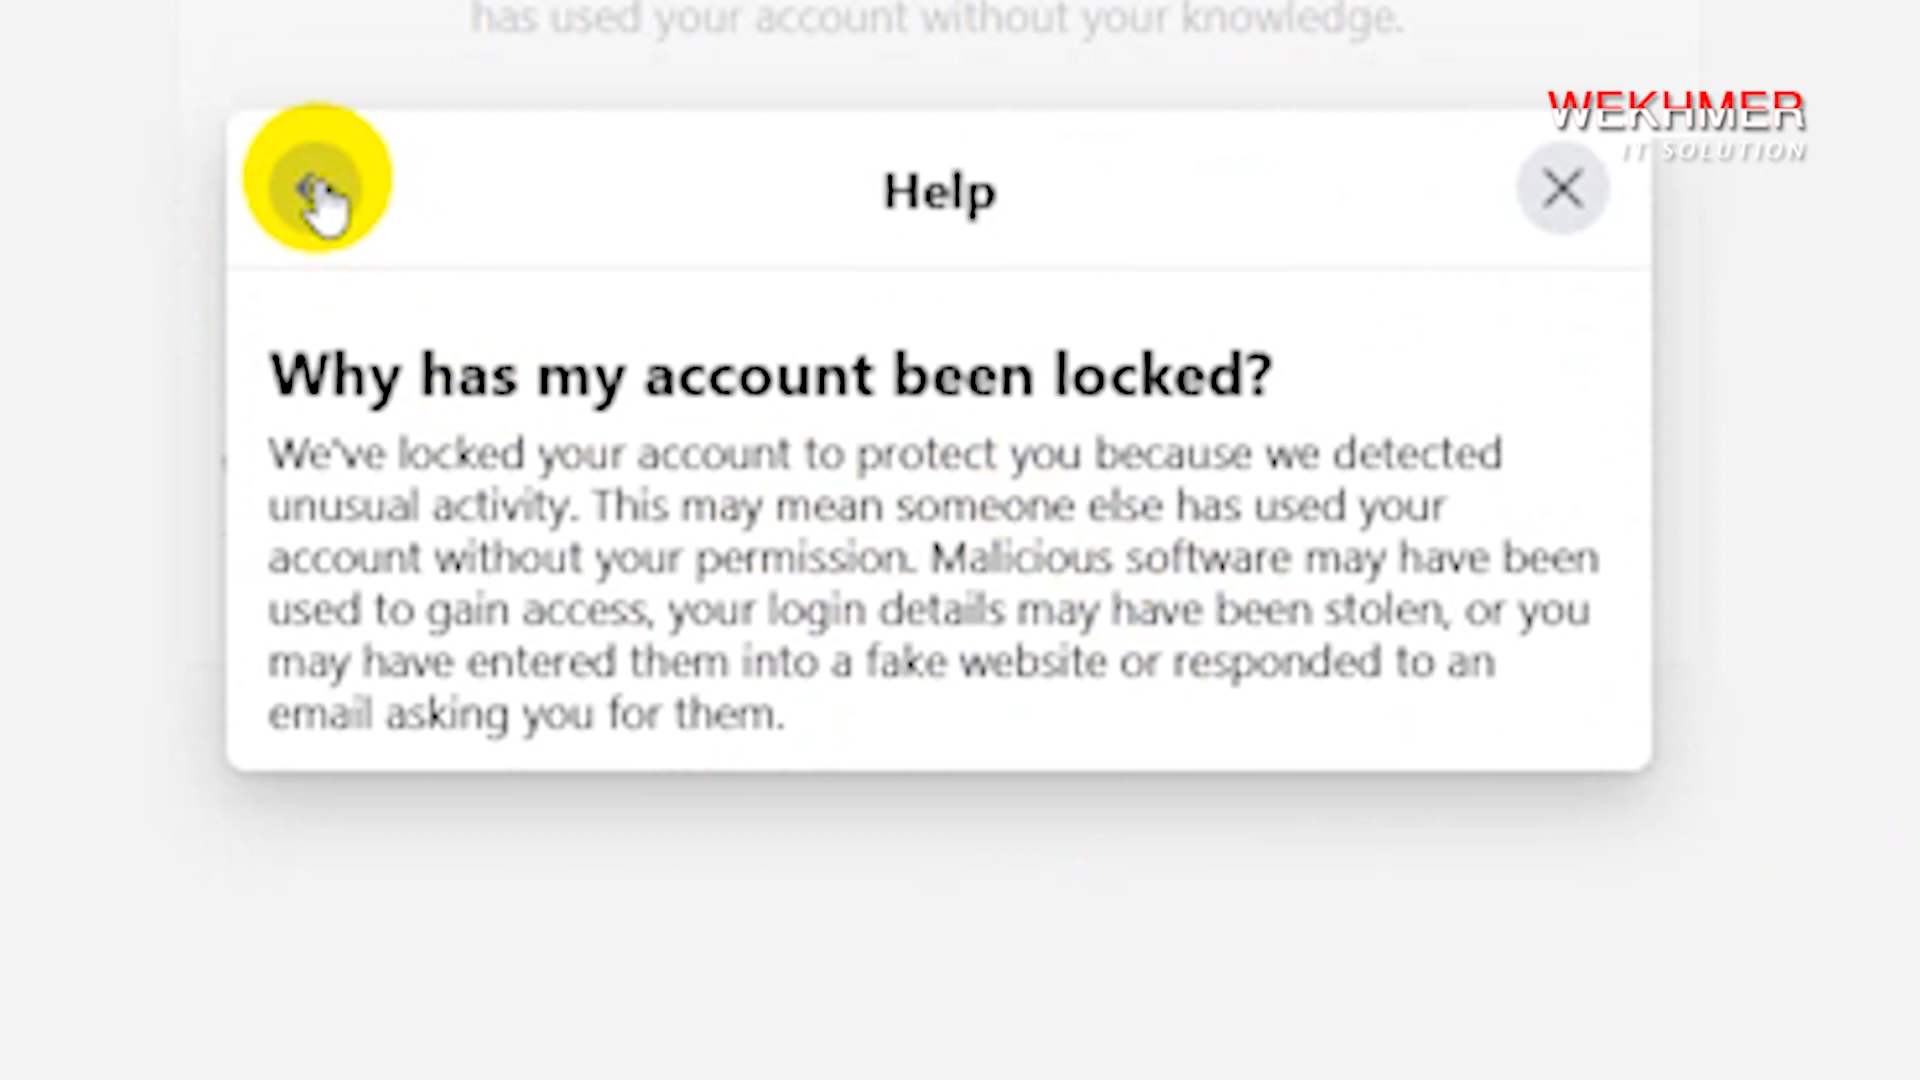 has used your account without your knowledge.
WEKHMER
IT SOLUTION
Help
Why has my account been locked?
We've locked your account to protect you because we detected
unusual activity. This may mean someone else has used your
account without your permission. Malicious software may have been
used to gain access, your login details may have been stolen, or you
may have entered them into a fake website or responded to an
email asking you for them.